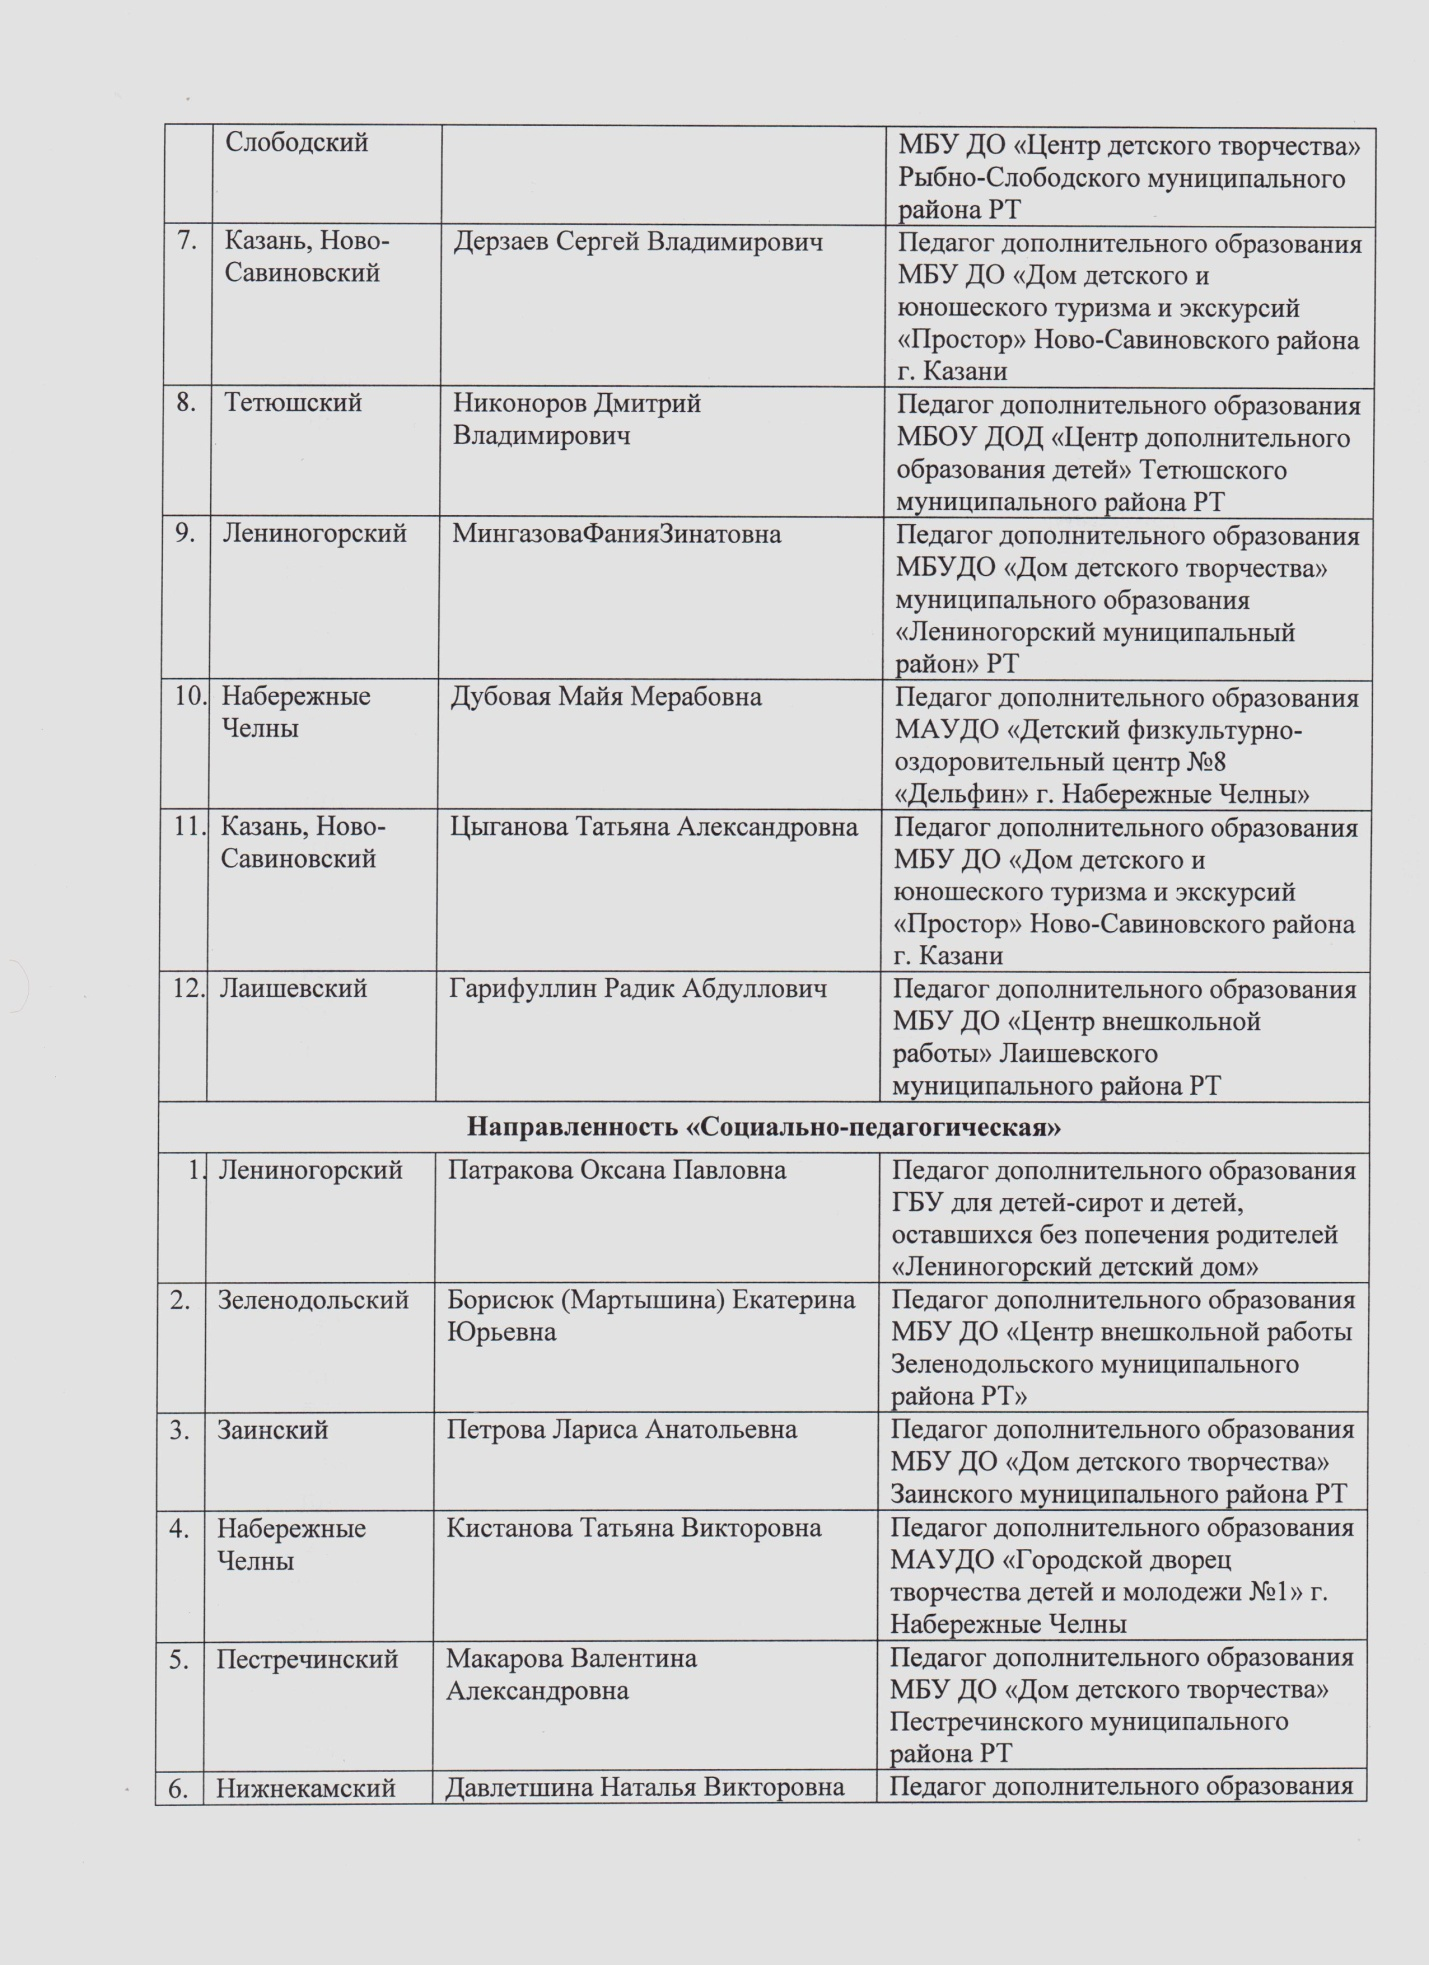 Слободский
МБУ ДО «Центр детского творчества»
Рыбно-Слободского муниципального
района РТ
7.
Казань, Ново-
Савиновский
Дерзаев Сергей Владимирович
Педагог дополнительного образования
МБУ ДО «Дом детского и
юношеского туризма и экскурсий
«Простор» Ново-Савиновского района
г. Казани
8.
Тетюшский
Никоноров Дмитрий
Владимирович
Педагог дополнительного образования
МБОУ ДОД «Центр дополнительного
образования детей» Тетюшского
муниципального района РТ
9.
Лениногорский
МингазоваФанияЗинатовна
Педагог дополнительного образования
МБУДО «Дом детского творчества»
муниципального образования
«Лениногорский муниципальный
район» РТ
10.
Набережные
Челны
Дубовая Майя Мерабовна
Педагог дополнительного образования
МАУДО «Детский физкультурно-
оздоровительный центр №8
«Дельфин» г. Набережные Челны»
11.
Казань, Ново-
Савиновский
Цыганова Татьяна Александровна
Педагог дополнительного образования
МБУ ДО «Дом детского и
юношеского туризма и экскурсий
«Простор» Ново-Савиновского района
г. Казани
12.
Лаишевский
Гарифуллин Радик Абдуллович
Педагог дополнительного образования
МБУ ДО «Центр внешкольной
работы» Лаишевского
муниципального района РТ
Направленность «Социально-педагогическая»
1.
Лениногорский
Патракова Оксана Павловна
Педагог дополнительного образования
ГБУ для детей-сирот и детей,
оставшихся без попечения родителей
«Лениногорский детский дом»
2.
Зеленодольский
Борисюк (Мартышина) Екатерина
Юрьевна
Педагог дополнительного образования
МБУ ДО «Центр внешкольной работы
Зеленодольского муниципального
района РТ»
3.
Заинский
Петрова Лариса Анатольевна
Педагог дополнительного образования
МБУ ДО «Дом детского творчества»
Заинского муниципального района РТ
4.
Набережные
Челны
Кистанова Татьяна Викторовна
Педагог дополнительного образования
МАУДО «Городской дворец
творчества детей и молодежи №1» г.
Набережные Челны
5.
Пестречинский
Макарова Валентина
Александровна
Педагог дополнительного образования
МБУ ДО «Дом детского творчества»
Пестречинского муниципального
района РТ
6.
Нижнекамский
Давлетшина Наталья Викторовна
Педагог дополнительного образования